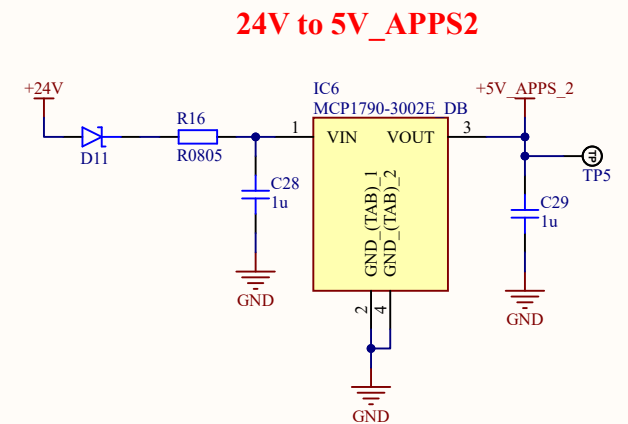 24V to 5V_APPS2
+24V
IC6
+5V_APPS_2
MCP1790-3002E_DB
R16
1
VIN
VOUT
3
D11
R0805
TP
TP5
C28
1u
GND_(TAB)_1
GND_(TAB)_2
C29
1u
GND
2
4
GND
GND